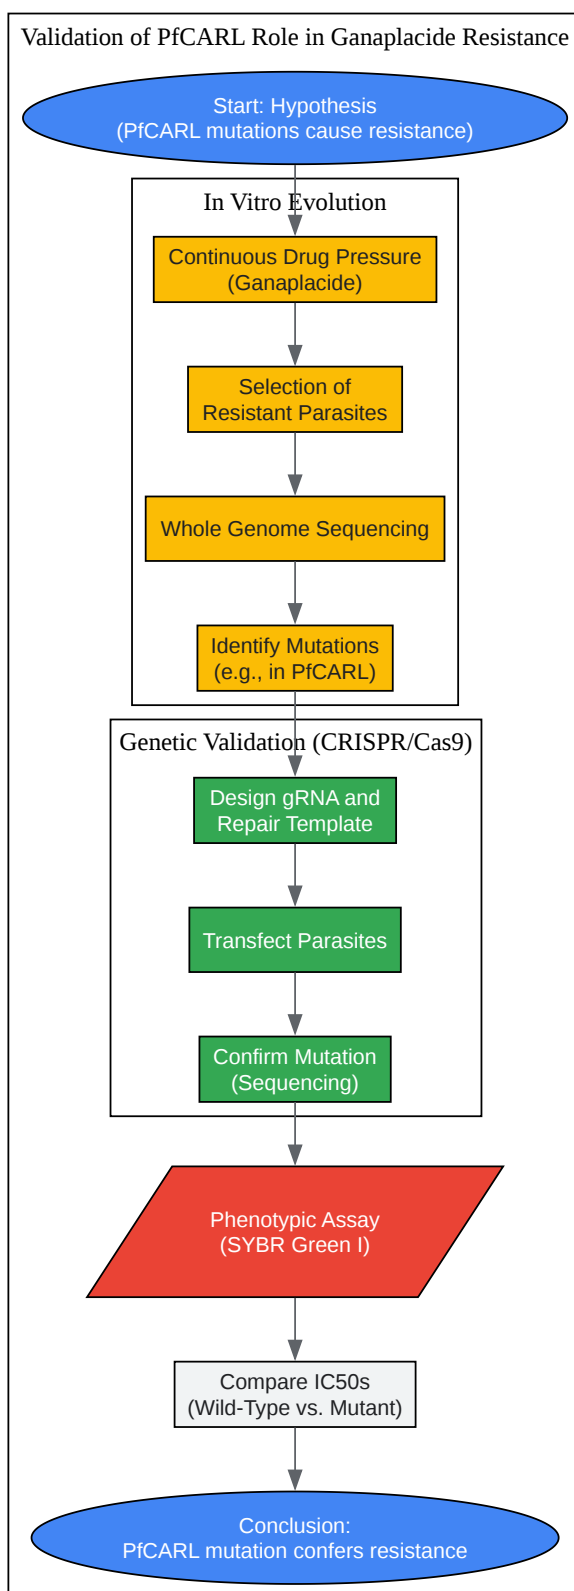 Validation of PfCARL Role in Ganaplacide Resistance
Start: Hypothesis
(PfCARL mutations cause resistance)
In Vitro Evolution
Continuous Drug Pressure
(Ganaplacide)
Selection of
Resistant Parasites
Whole Genome Sequencing
Identify Mutations
(e.g., in PfCARL)
Genetic Validation (CRISPR/Cas9)
Design gRNA and
Repair Template
Transfect Parasites
Confirm Mutation
(Sequencing)
Phenotypic Assay
(SYBR Green I)
Compare IC50s
(Wild-Type vs. Mutant)
Conclusion:
PfCARL mutation confers resistance